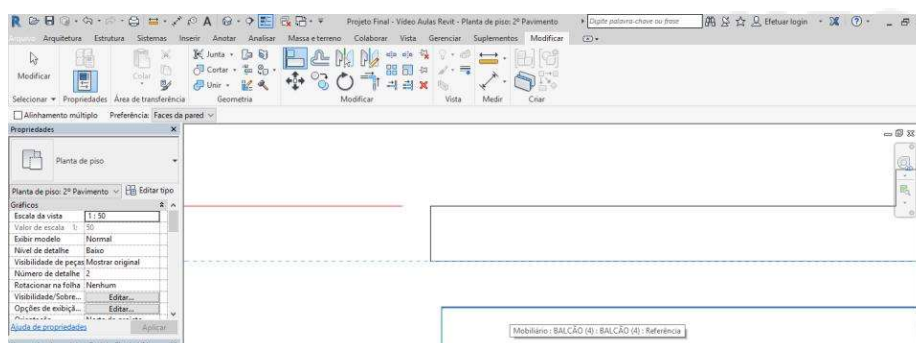 Projeto Final - Video Aulas Revit - Planta de piso: 2º Pavimento
Digite palavra-chave ou frase
Efetuar login
Arquivo Arquitetura Estrutura Sistemas Inserir Anotar Analisar Massa e terreno Colaborar Vista Gerenciar Suplementos Modificar
Modificar
Colar
Junta
Cortar
Unir
Selecionar Propriedades Área de transferência Geometria Modificar Vista Medir Criar
Alinhamento múltiplo Preferência: Faces da pared
Propriedades
Planta de piso
Planta de piso: 2º Pavimento Editar tipo
Gráficos
Escala da vista 1 : 50
Valor de escala 1: 50
Exibir modelo Normal
Nível de detalhe Baixo
Visibilidade de peças Mostrar original
Número de detalhe 2
Rotacionar na folha Nenhum
Visibilidade/Sobre... Editar...
Opções de exibiçã... Editar...
Ajuda de propriedades Aplicar
Mobiliário : BALCÃO (4) : BALCÃO (4) : Referência